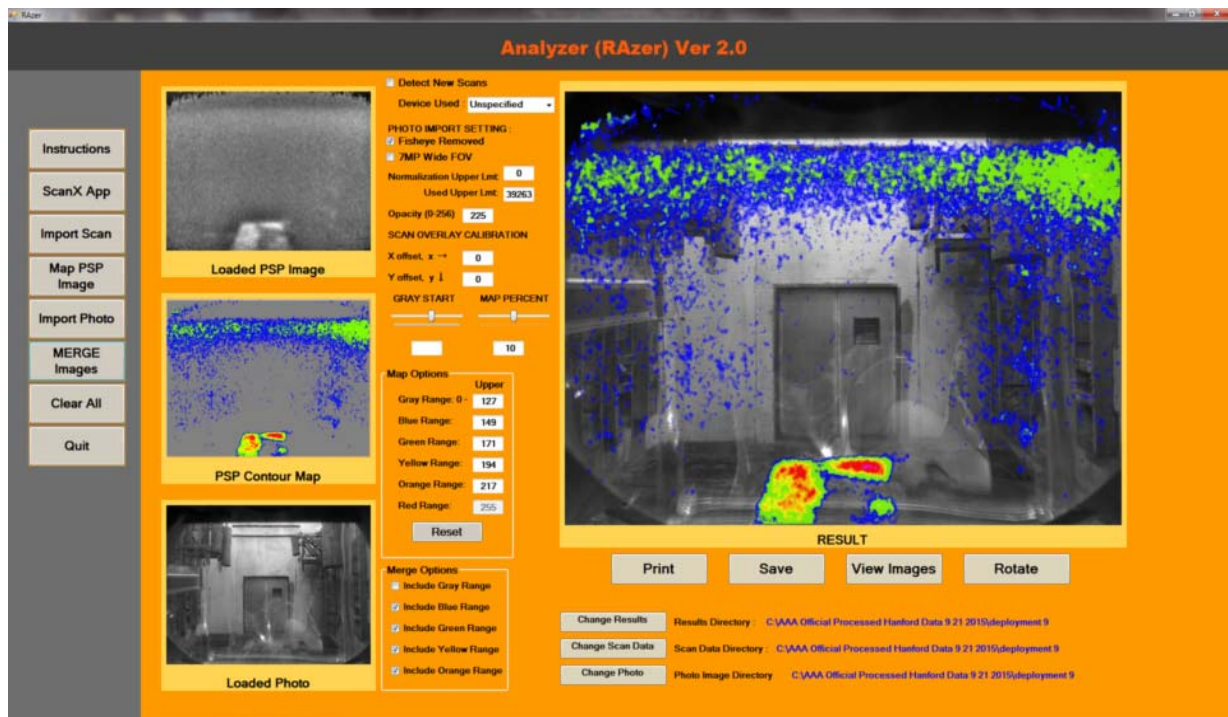 RAzer
Analyzer (RAzer) Ver 2.0
Instructions
ScanX App
Import Scan
Map PSP
Image
Import Photo
MERGE
Images
Clear All
Quit
Loaded PSP Image
PSP Contour Map
Loaded Photo
Detect New Scans
Device Used : Unspecified
PHOTO IMPORT SETTING :
Fisheye Removed
7MP Wide FOV
Normalization Upper Lmt: 0
Used Upper Lmt: 39263
Opacity (0-256) 225
SCAN OVERLAY CALIBRATION
X offset, x → 0
Y offset, y ↓ 0
GRAY START MAP PERCENT
10
Map Options
Upper
Gray Range: 0 - 127
Blue Range: 149
Green Range: 171
Yellow Range: 194
Orange Range: 217
Red Range: 255
Reset
Merge Options
Include Gray Range
Include Blue Range
Include Green Range
Include Yellow Range
Include Orange Range
RESULT
Print Save View Images Rotate
Change Results Results Directory : C:\AAA Official Processed Hanford Data 9 21 2015\deployment 9
Change Scan Data Scan Data Directory : C:\AAA Official Processed Hanford Data 9 21 2015\deployment 9
Change Photo Photo Image Directory C:\AAA Official Processed Hanford Data 9 21 2015\deployment 9